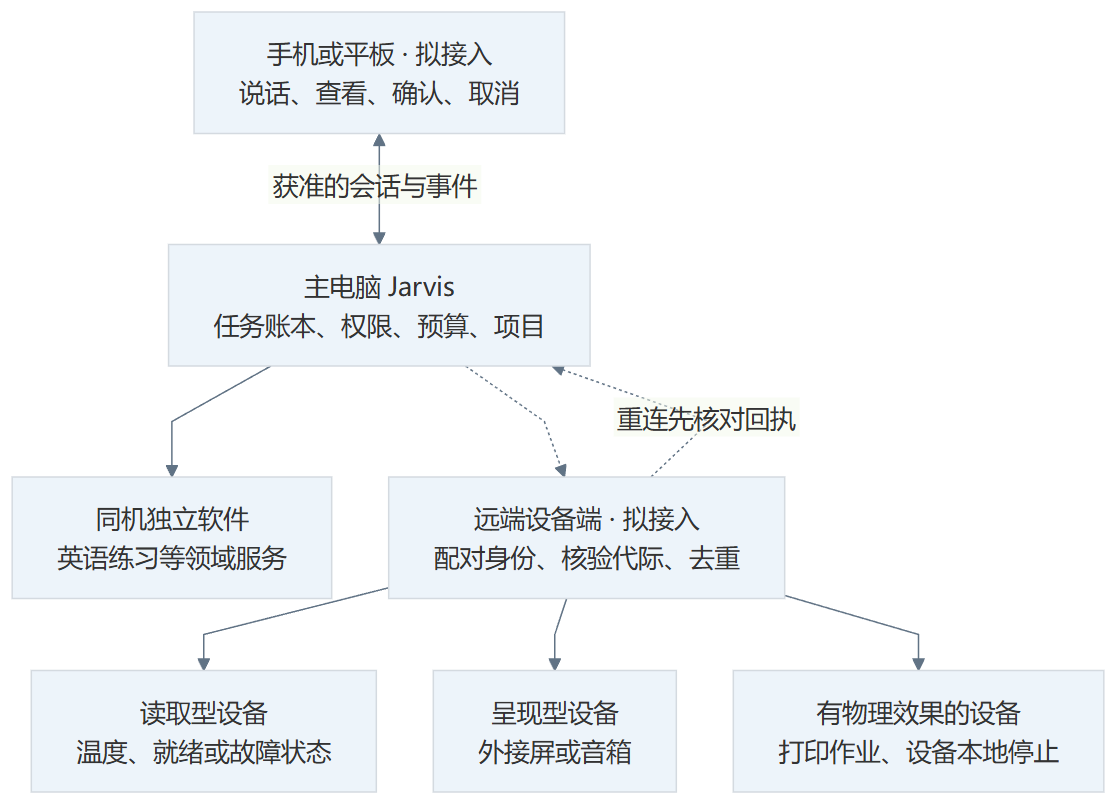 手机或平板 · 拟接入
说话、查看、确认、取消
获准的会话与事件
主电脑 Jarvis
任务账本、权限、预算、项目
重连先核对回执
同机独立软件
英语练习等领域服务
远端设备端 · 拟接入
配对身份、核验代际、去重
读取型设备
温度、就绪或故障状态
呈现型设备
外接屏或音箱
有物理效果的设备
打印作业、设备本地停止